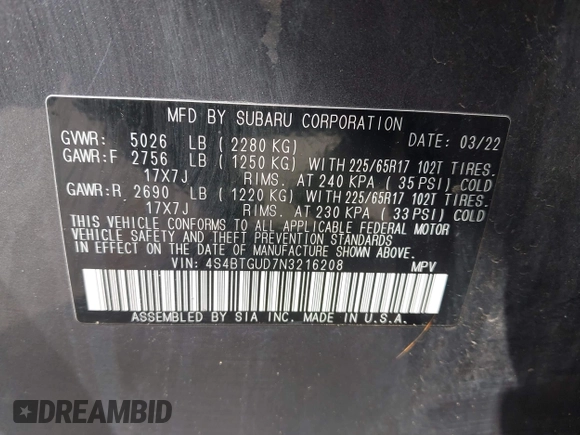 MFD BY SUBARU CORPORATION
GVWR: 5026 LB (2280 KG) DATE: 03/22
GAWR:F 2756 LB (1250 KG) WITH 225/65R17 102T TIRES.
17X7J RIMS. AT 240 KPA (35 PSI) COLD
GAWR:R 2690 LB (1220 KG) WITH 225/65R17 102T TIRES.
17X7J RIMS. AT 230 KPA (33 PSI) COLD
THIS VEHICLE CONFORMS TO ALL APPLICABLE FEDERAL MOTOR
VEHICLE SAFETY AND THEFT PREVENTION STANDARDS
IN EFFECT ON THE DATE OF MANUFACTURE SHOWN ABOVE.
VIN: 4S4BTGUD7N3216208 MPV
ASSEMBLED BY SIA INC. MADE IN U.S.A.
DREAMBID